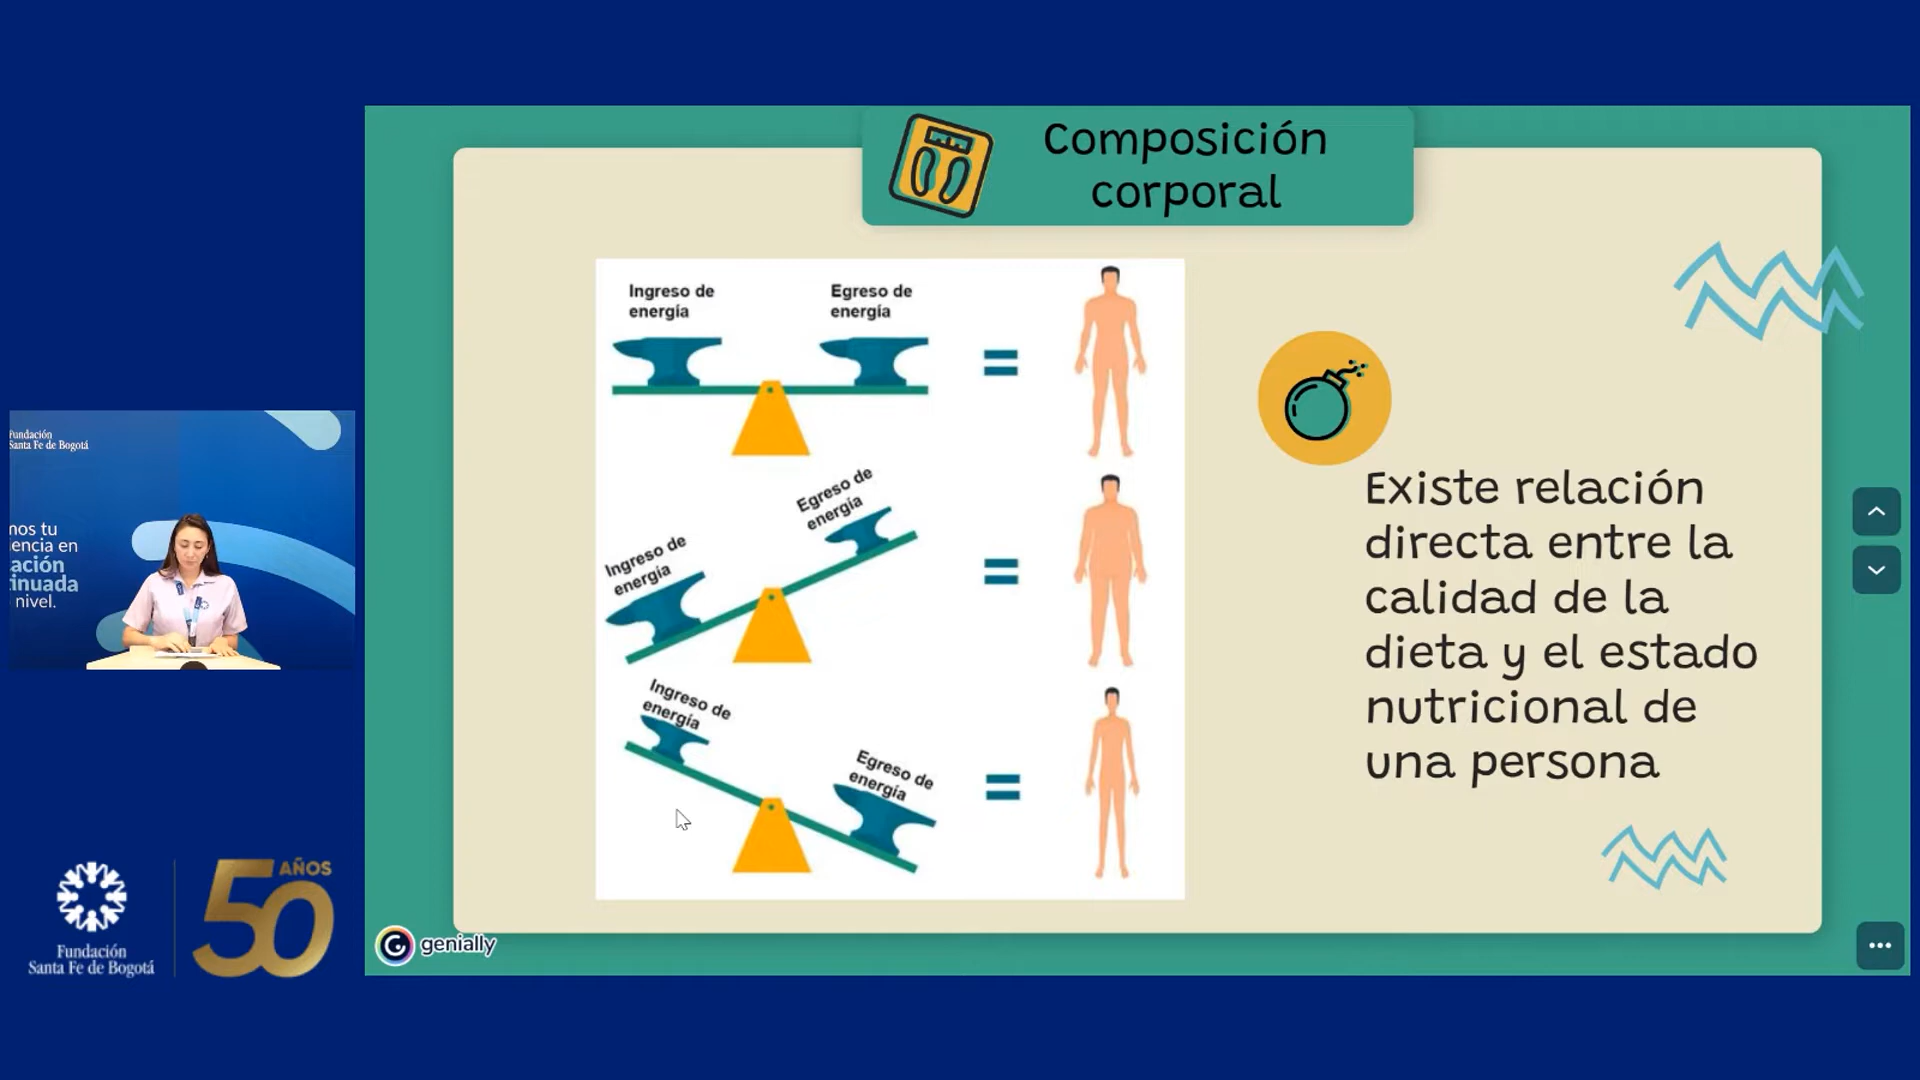 Composición
corporal
Ingreso de
energía
Egreso de
energía
Egreso de
energía
Ingreso de
energía
Ingreso de
energía
Egreso de
energía
Existe relación
directa entre la
calidad de la
dieta y el estado
nutricional de
una persona
Fundación
Santa Fe de Bogotá
nos tu
encia en
ación
inuada
nivel.
50 AÑOS
Fundación
Santa Fe de Bogotá
genially